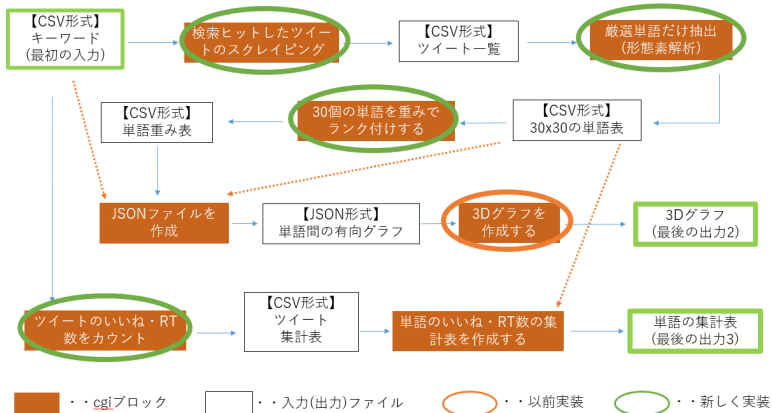 【CSV形式】
キーワード
(最初の入力)
検索ヒットしたツイー
トのスクレイピング
【CSV形式】
ツイート一覧
厳選単語だけ抽出
(形態素解析)
【CSV形式】
単語重み表
30個の単語を重みで
ランク付けする
【CSV形式】
30x30の単語表
JSONファイルを
作成
【JSON形式】
単語間の有向グラフ
3Dグラフを
作成する
3Dグラフ
(最後の出力2)
ツイートのいいね・RT
数をカウント
【CSV形式】
ツイート
集計表
単語のいいね・RT数の集
計表を作成する
単語の集計表
(最後の出力3)
・・cgiブロック
・・入力(出力)ファイル
・・以前実装
・・新しく実装